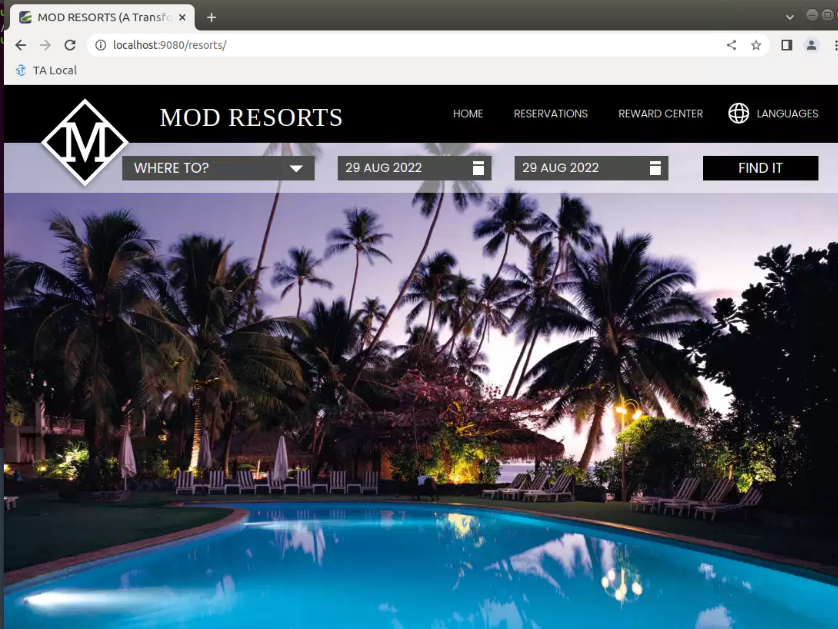 MOD RESORTS (A Transfo
localhost:9080/resorts/
TA Local
M
MOD RESORTS
HOME
RESERVATIONS
REWARD CENTER
LANGUAGES
WHERE TO?
29 AUG 2022
29 AUG 2022
FIND IT